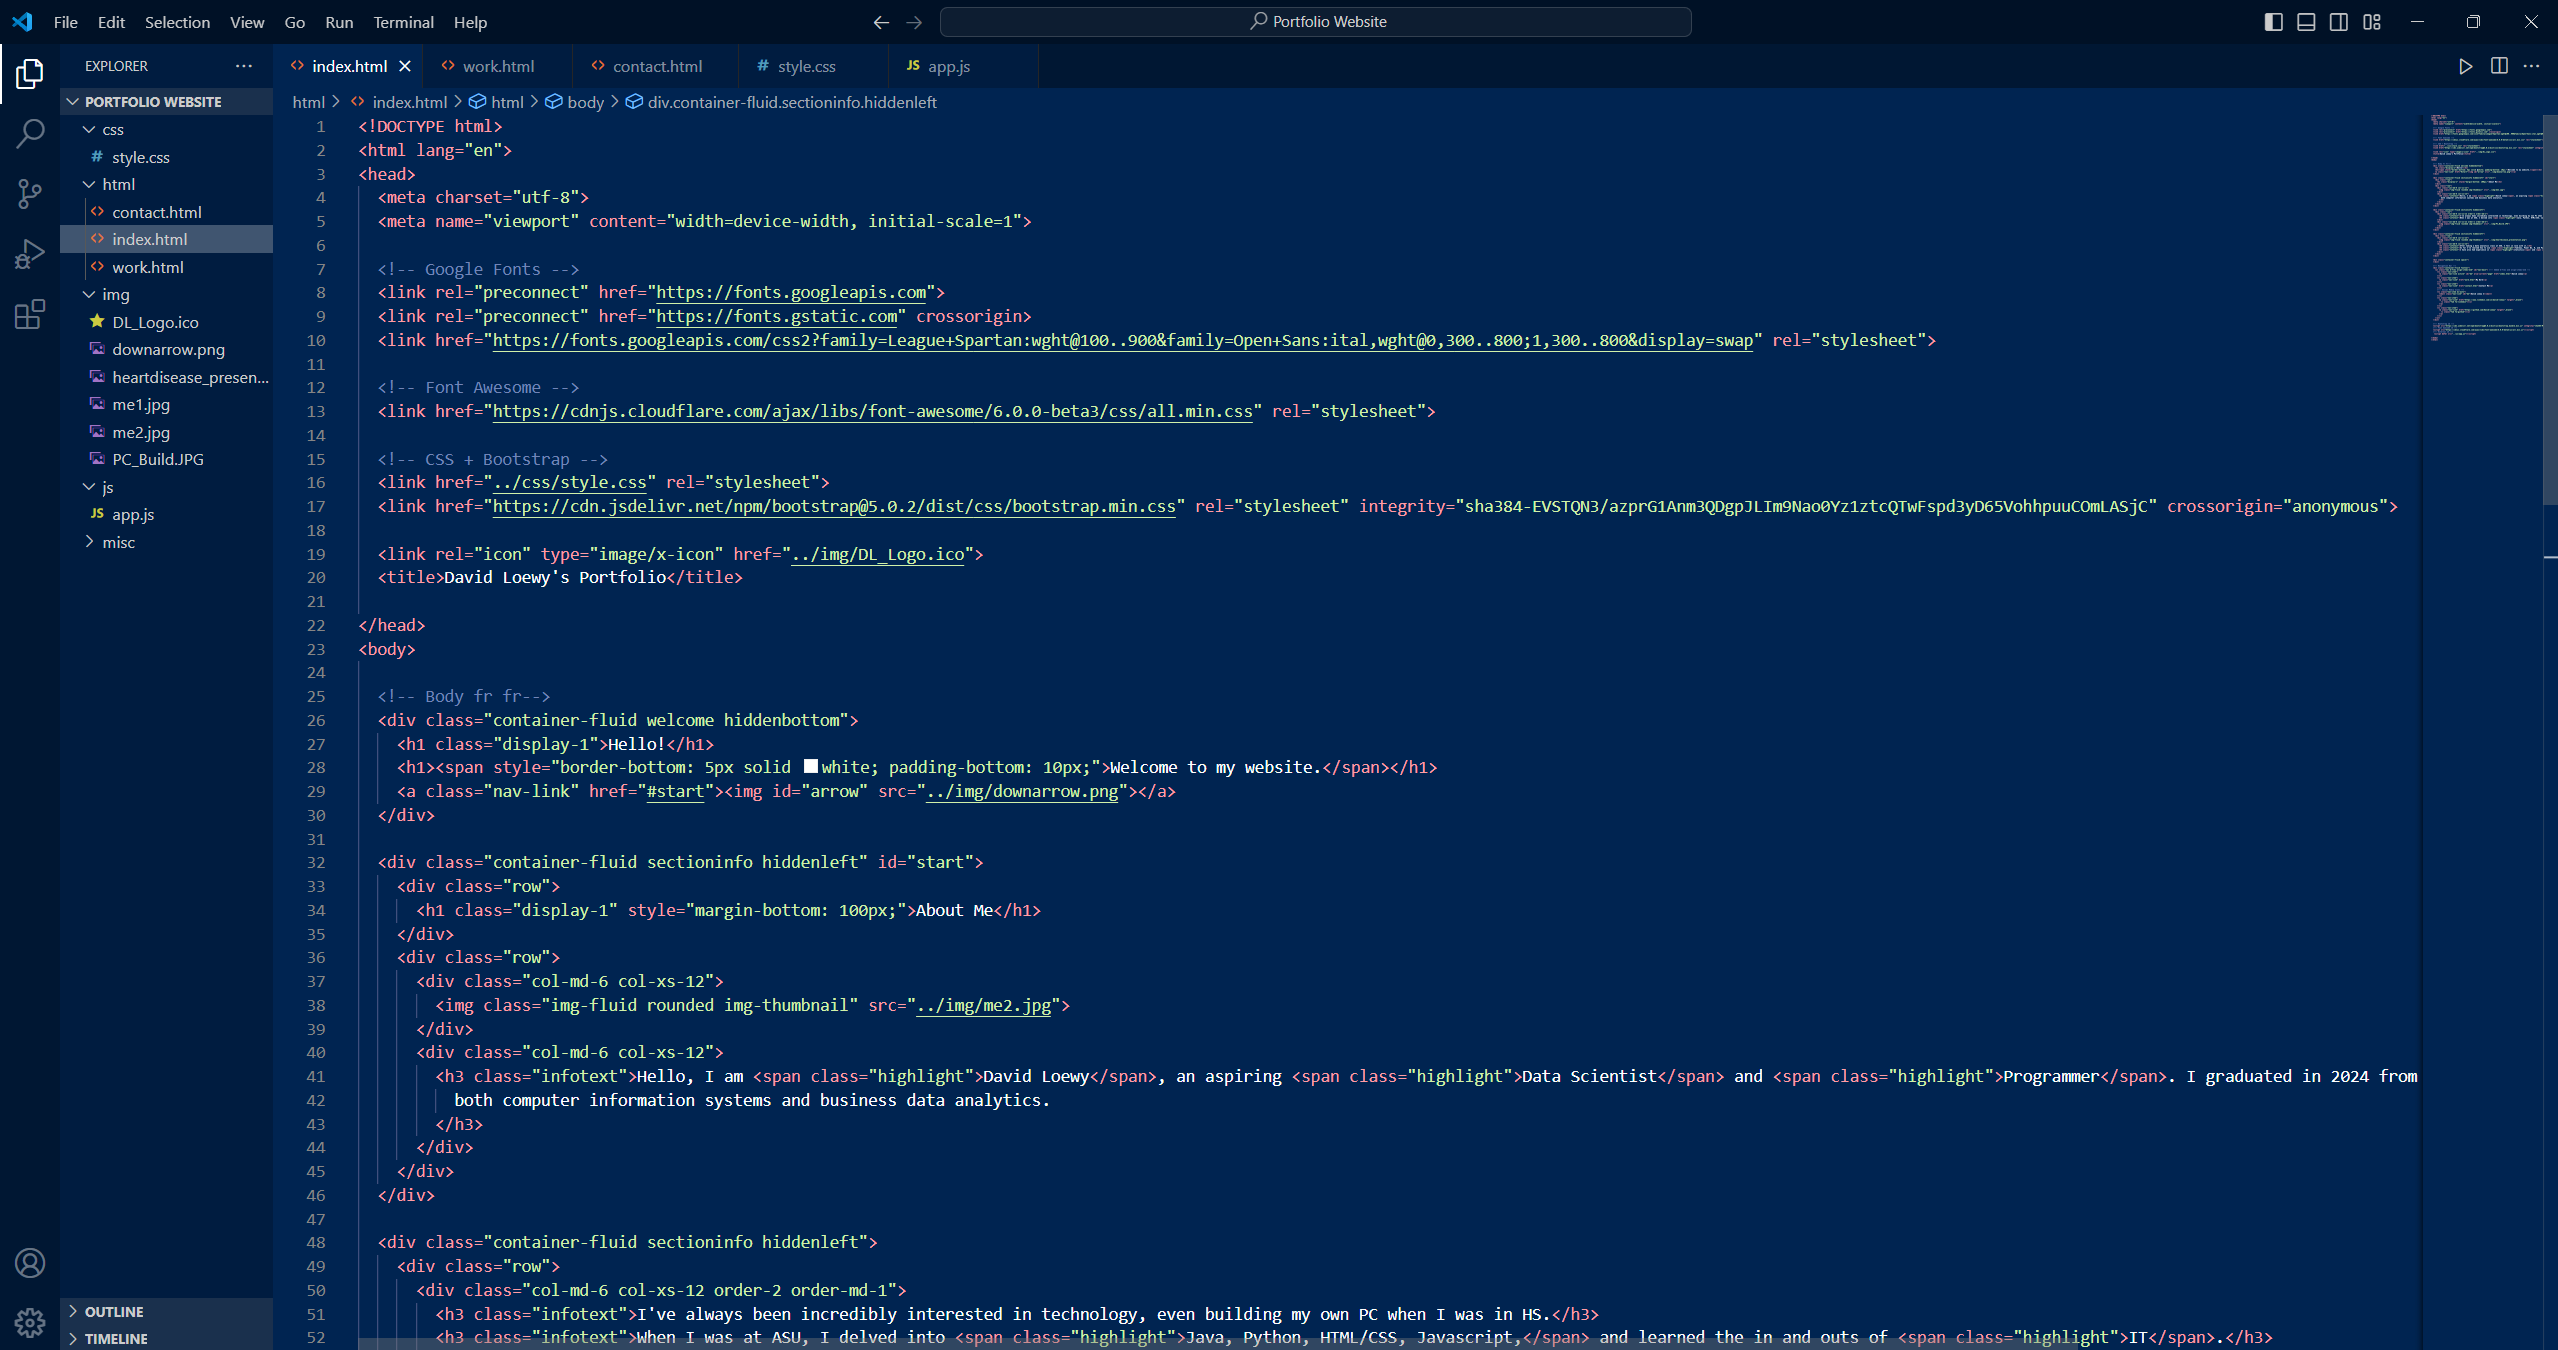 File Edit Selection View Go Run Terminal Help
Portfolio Website
EXPLORER
PORTFOLIO WEBSITE
css
style.css
html
contact.html
index.html
work.html
img
DL_Logo.ico
downarrow.png
heartdisease_presen...
me1.jpg
me2.jpg
PC_Build.JPG
js
JS app.js
misc
OUTLINE
TIMELINE
index.html work.html contact.html # style.css JS app.js
html > index.html > html > body > div.container-fluid.sectioninfo.hiddenleft
1 <!DOCTYPE html>
2 <html lang="en">
3 <head>
4 <meta charset="utf-8">
5 <meta name="viewport" content="width=device-width, initial-scale=1">
6
7 <!-- Google Fonts -->
8 <link rel="preconnect" href="https://fonts.googleapis.com">
9 <link rel="preconnect" href="https://fonts.gstatic.com" crossorigin>
10 <link href="https://fonts.googleapis.com/css2?family=League+Spartan:wght@100..900&family=Open+Sans:ital,wght@0,300..800;1,300..800&display=swap" rel="stylesheet">
11
12 <!-- Font Awesome -->
13 <link href="https://cdnjs.cloudflare.com/ajax/libs/font-awesome/6.0.0-beta3/css/all.min.css" rel="stylesheet">
14
15 <!-- CSS + Bootstrap -->
16 <link href="../css/style.css" rel="stylesheet">
17 <link href="https://cdn.jsdelivr.net/npm/bootstrap@5.0.2/dist/css/bootstrap.min.css" rel="stylesheet" integrity="sha384-EVSTQN3/azprG1Anm3QDgpJLIm9Nao0Yz1ztcQTwFspd3yD65VohhpuuCOmLASjC" crossorigin="anonymous">
18
19 <link rel="icon" type="image/x-icon" href="../img/DL_Logo.ico">
20 <title>David Loewy's Portfolio</title>
21
22 </head>
23 <body>
24
25 <!-- Body fr fr-->
26 <div class="container-fluid welcome hiddenbottom">
27 <h1 class="display-1">Hello!</h1>
28 <h1><span style="border-bottom: 5px solid white; padding-bottom: 10px;">Welcome to my website.</span></h1>
29 <a class="nav-link" href="#start"><img id="arrow" src="../img/downarrow.png"></a>
30 </div>
31
32 <div class="container-fluid sectioninfo hiddenleft" id="start">
33 <div class="row">
34 <h1 class="display-1" style="margin-bottom: 100px;">About Me</h1>
35 </div>
36 <div class="row">
37 <div class="col-md-6 col-xs-12">
38 <img class="img-fluid rounded img-thumbnail" src="../img/me2.jpg">
39 </div>
40 <div class="col-md-6 col-xs-12">
41 <h3 class="infotext">Hello, I am <span class="highlight">David Loewy</span>, an aspiring <span class="highlight">Data Scientist</span> and <span class="highlight">Programmer</span>. I graduated in 2024 from
42 both computer information systems and business data analytics.
43 </h3>
44 </div>
45 </div>
46 </div>
47
48 <div class="container-fluid sectioninfo hiddenleft">
49 <div class="row">
50 <div class="col-md-6 col-xs-12 order-2 order-md-1">
51 <h3 class="infotext">I've always been incredibly interested in technology, even building my own PC when I was in HS.</h3>
52 <h3 class="infotext">When I was at ASU, I delved into <span class="highlight">Java, Python, HTML/CSS, Javascript,</span> and learned the in and outs of <span class="highlight">IT</span>.</h3>